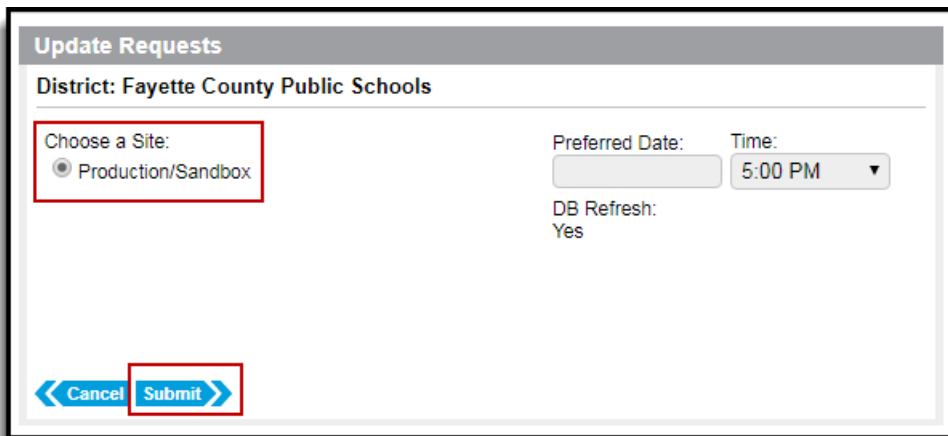 Update Requests
District: Fayette County Public Schools
Choose a Site:
Production/Sandbox
Preferred Date:
Time:
5:00 PM
DB Refresh:
Yes
Cancel
Submit